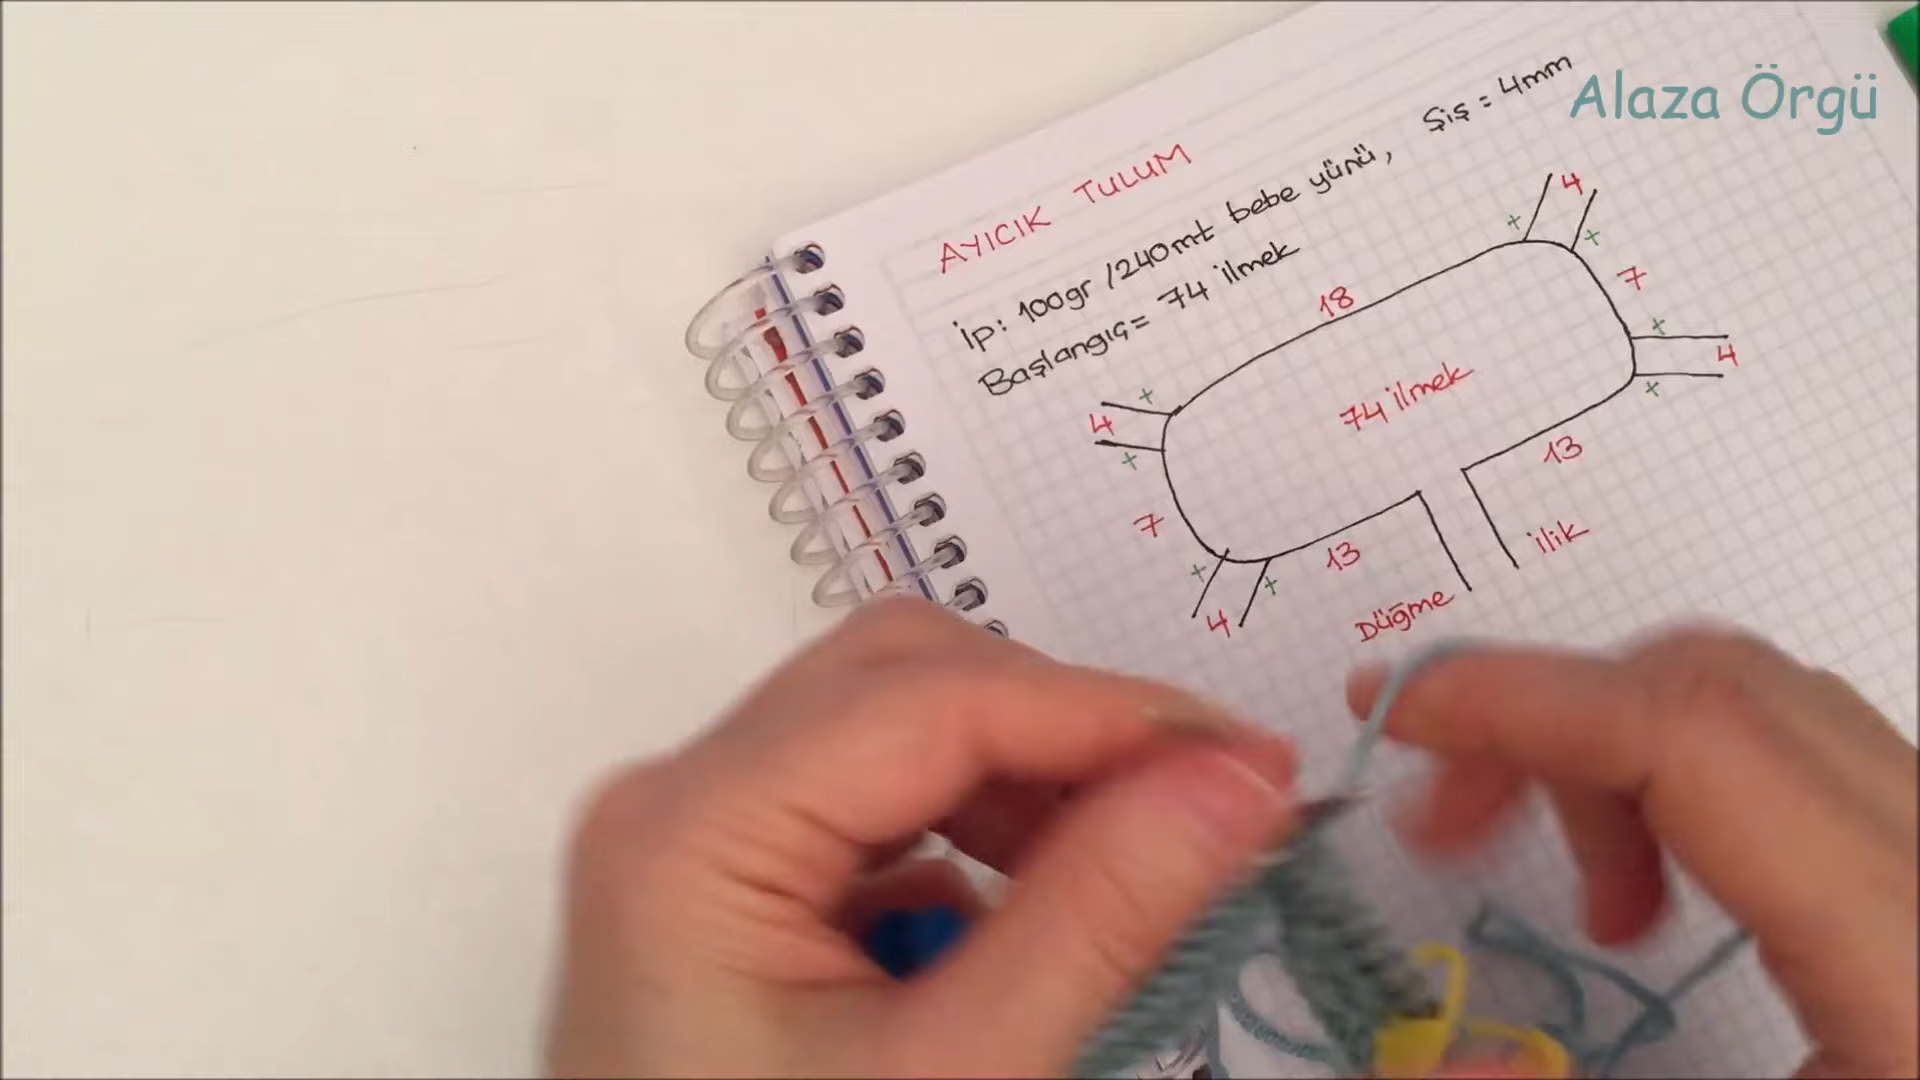 Alaza Örgü
AYICIK TULUM
İp: 100gr /240mt bebe yünü, Şiş = 4mm
Başlangıç = 74 ilmek
4
+ +
18
7
+
4
+
+
4
+
74 ilmek
13
7
13
+ +
4
ilik
Düğme